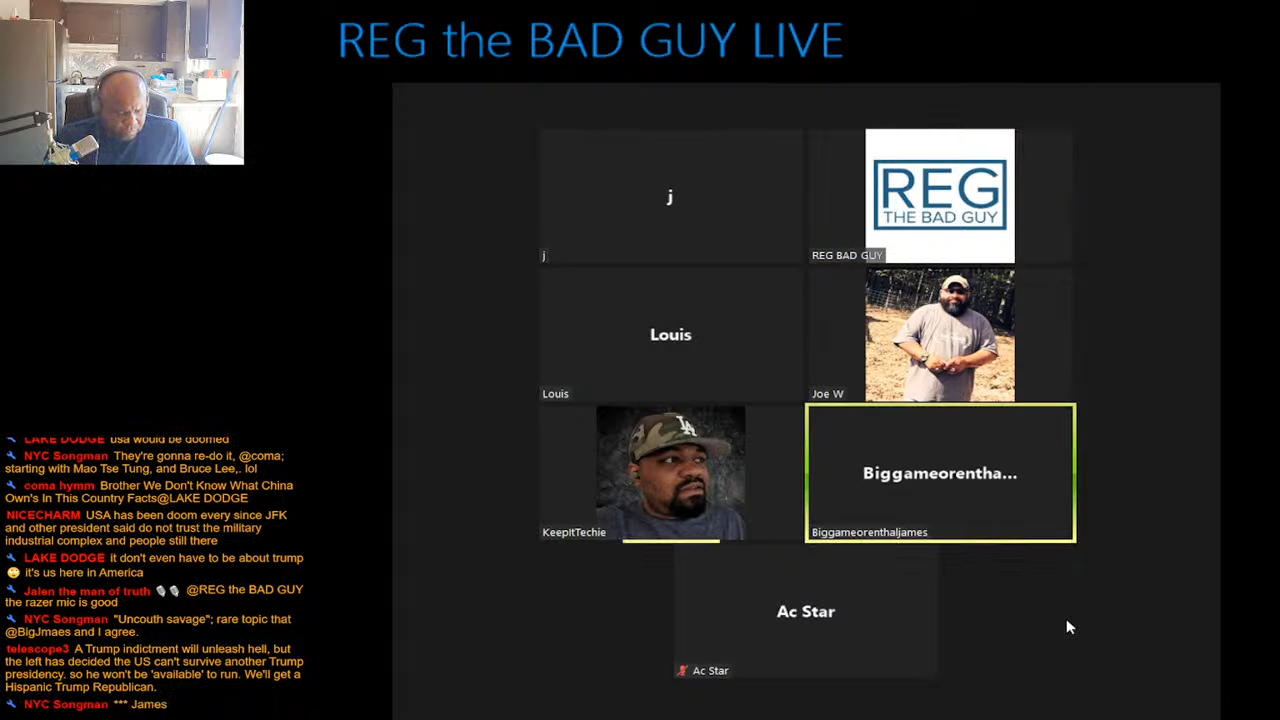 REG the BAD GUY LIVE
j
REG
THE BAD GUY
j
REG BAD GUY
Louis
Louis
Joe W
LA
Biggameorentha...
KeepItTechie
Biggameorenthaljames
Ac Star
Ac Star
LAKE DODGE usa would be doomed
NYC Songman They're gonna re-do it, @coma;
starting with Mao Tse Tung, and Bruce Lee,. lol
coma hymm Brother We Don't Know What China
Own's In This Country Facts@LAKE DODGE
NICECHARM USA has been doom every since JFK
and other president said do not trust the military
industrial complex and people still there
LAKE DODGE it don't even have to be about trump
🙄 it's us here in America
Jalen the man of truth 🎙️🎙️ @REG the BAD GUY
the razer mic is good
NYC Songman "Uncouth savage"; rare topic that
@BigJmaes and I agree.
telescope3 A Trump indictment will unleash hell, but
the left has decided the US can't survive another Trump
presidency. so he won't be 'available' to run. We'll get a
Hispanic Trump Republican.
NYC Songman *** James